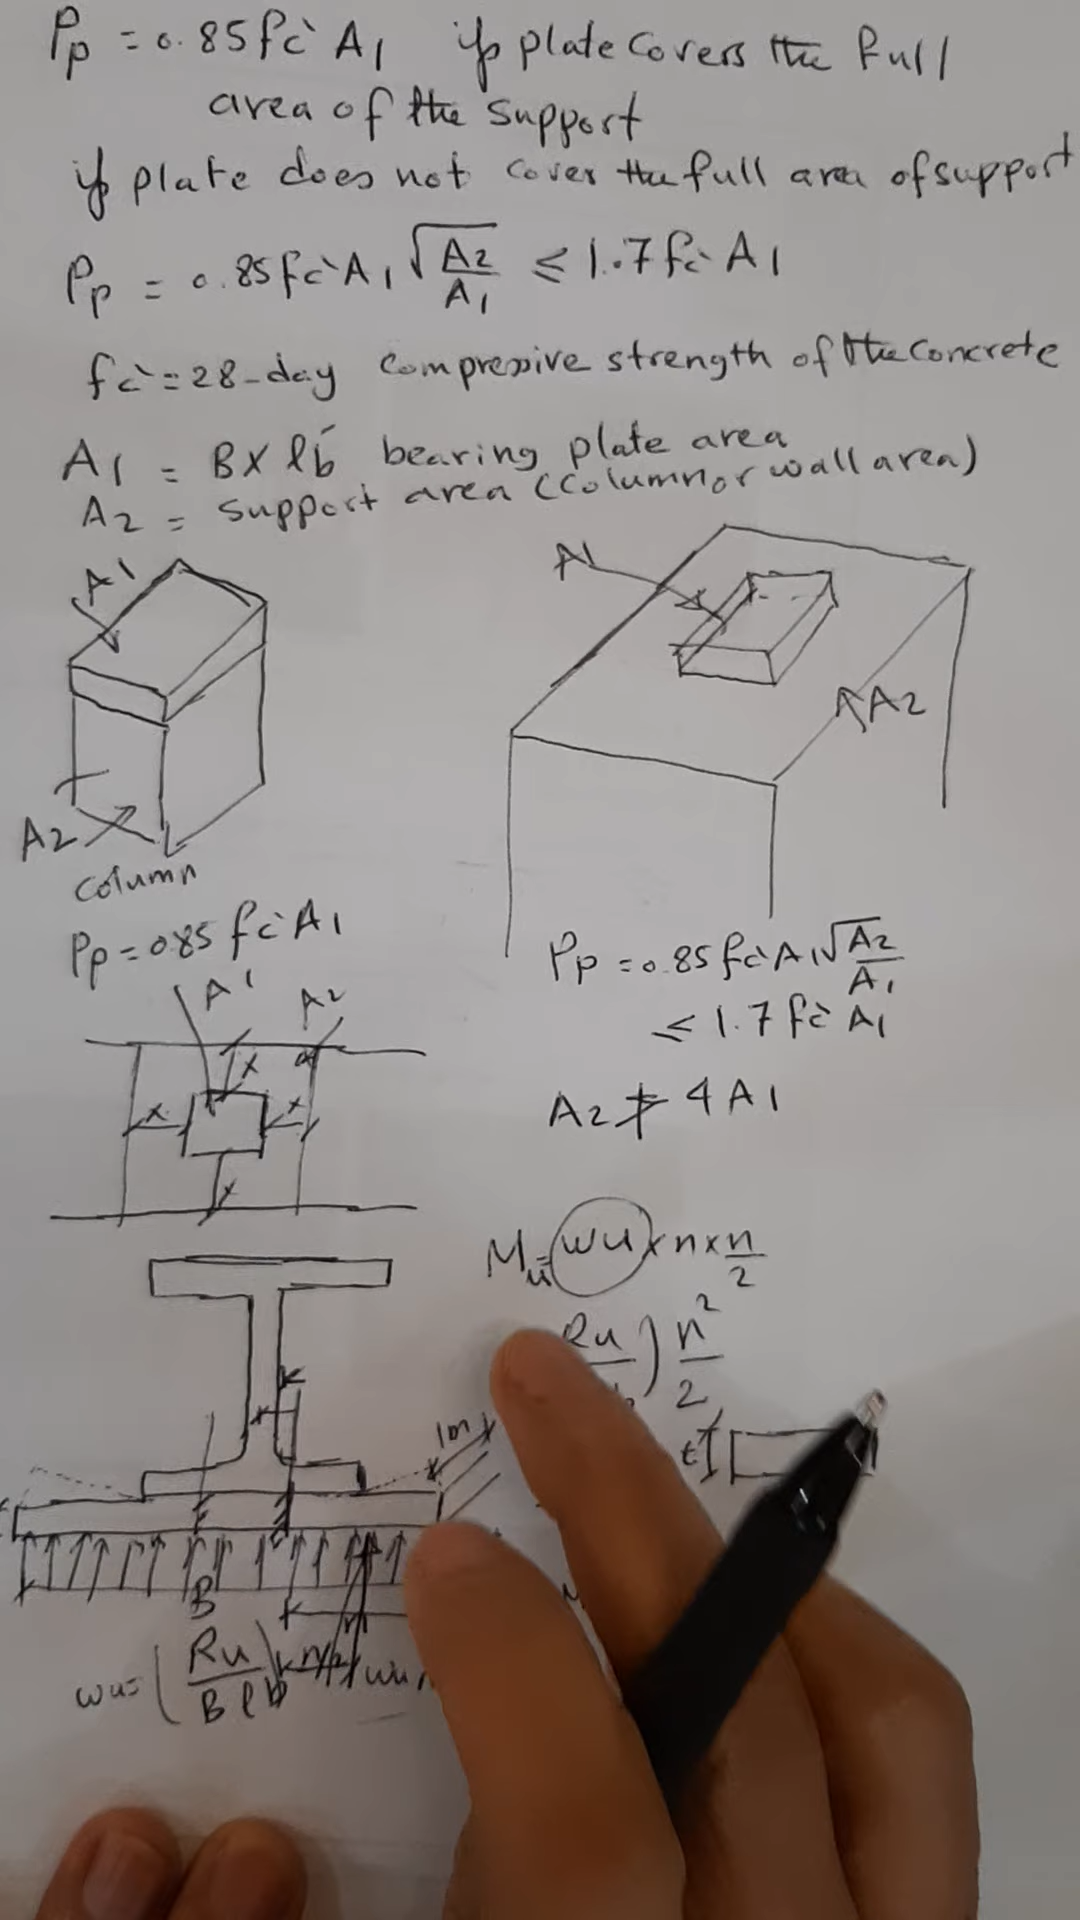 Pp = 0.85 fc' A1 if plate covers the full
area of the support
if plate does not cover the full area of support
Pp = 0.85 fc' A1 √A2/A1 ≤ 1.7 fc' A1
fc' = 28-day compressive strength of the concrete
A1 = B x lb bearing plate area
A2 = support area (column or wall area)
A1
A1
A2
A2
column
Pp = 0.85 fc' A1
Pp = 0.85 fc' A1 √A2/A1
≤ 1.7 fc' A1
A1
A2
x
x
x
x
A2 ≯ 4 A1
Mu = wu x n x n/2
Ru
) n²/2
1m
t
B
n/2
wu = (Ru/B lb)
wu